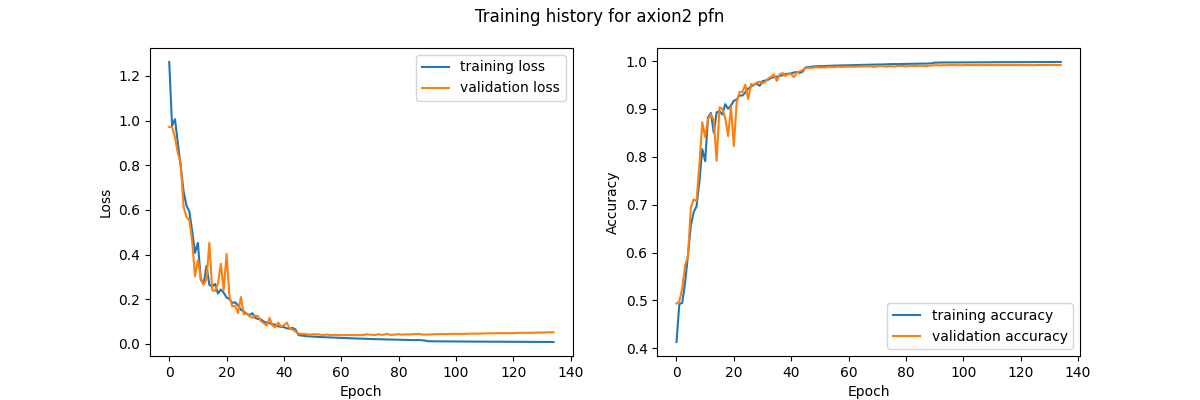 Training history for axion2 pfn
training loss
validation loss
1.2
1.0
0.8
0.6
0.4
0.2
0.0
Loss
0 20 40 60 80 100 120 140
Epoch
1.0
0.9
0.8
0.7
0.6
0.5
0.4
Accuracy
training accuracy
validation accuracy
0 20 40 60 80 100 120 140
Epoch